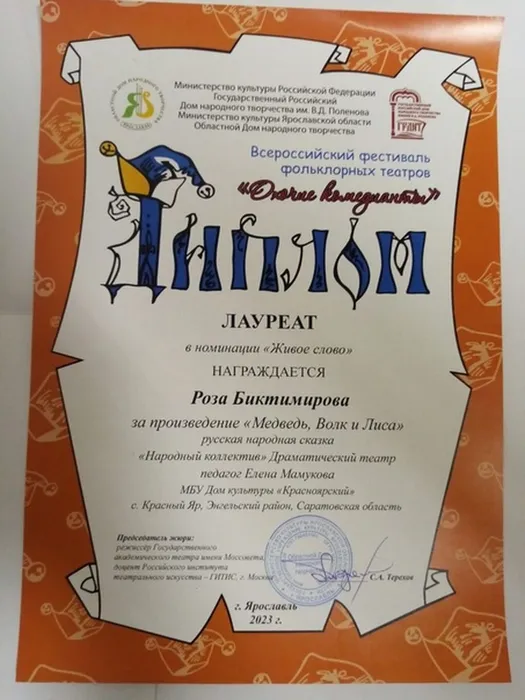 Министерство культуры Российской Федерации
Государственный Российский
Дом народного творчества им. В.Д. Поленова
Министерство культуры Ярославской области
Областной Дом народного творчества
Всероссийский фестиваль
фольклорных театров
"Охочие комедианты"
Диплом
ЛАУРЕАТ
в номинации «Живое слово»
НАГРАЖДАЕТСЯ
Роза Биктимирова
за произведение «Медведь, Волк и Лиса»
русская народная сказка
«Народный коллектив» Драматический театр
педагог Елена Мамукова
МБУ Дом культуры «Красноярский»
с. Красный Яр, Энгельский район, Саратовская область
Председатель жюри:
режиссёр Государственного
академического театра имени Моссовета,
доцент Российского института
театрального искусства – ГИТИС, г. Москва
С.А. Терехов
г. Ярославль
2023 г.